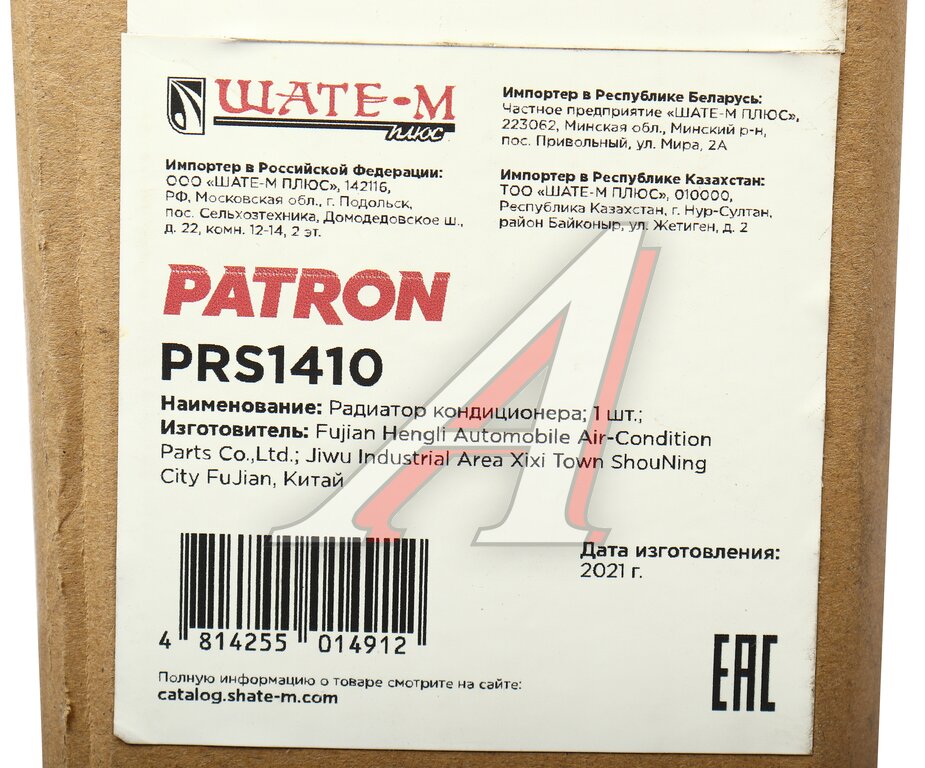 ШАТЕ-М
плюс
Импортер в Российской Федерации:
ООО «ШАТЕ-М ПЛЮС», 142116,
РФ, Московская обл., г. Подольск,
пос. Сельхозтехника, Домодедовское ш.,
д. 22, комн. 12-14, 2 эт.
Импортер в Республике Беларусь:
Частное предприятие «ШАТЕ-М ПЛЮС»,
223062, Минская обл., Минский р-н,
пос. Привольный, ул. Мира, 2А
Импортер в Республике Казахстан:
ТОО «ШАТЕ-М ПЛЮС», 010000,
Республика Казахстан, г. Нур-Султан,
район Байконыр, ул. Жетиген, д. 2
PATRON
PRS1410
Наименование: Радиатор кондиционера; 1 шт.;
Изготовитель: Fujian Hengli Automobile Air-Condition
Parts Co.,Ltd.; Jiwu Industrial Area Xixi Town ShouNing
City FuJian, Китай
Дата изготовления:
2021 г.
4 814255 014912
Полную информацию о товаре смотрите на сайте:
catalog.shate-m.com
EAC